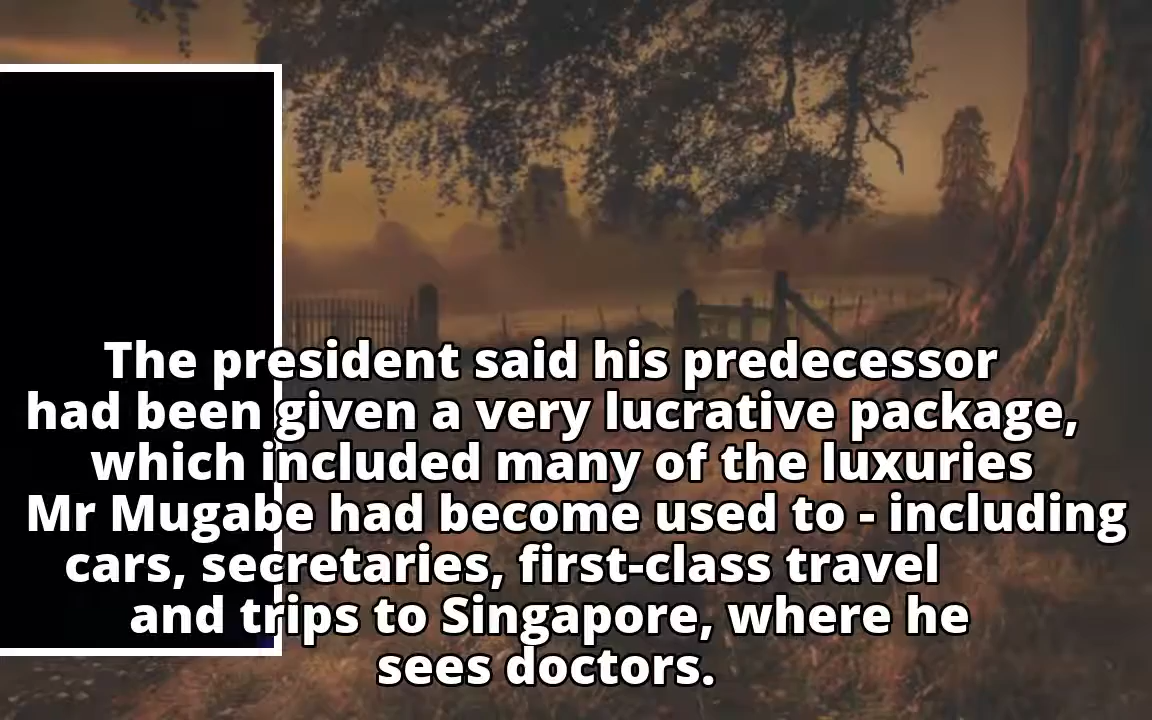 The president said his predecessor
had been given a very lucrative package,
which included many of the luxuries
Mr Mugabe had become used to - including
cars, secretaries, first-class travel
and trips to Singapore, where he
sees doctors.